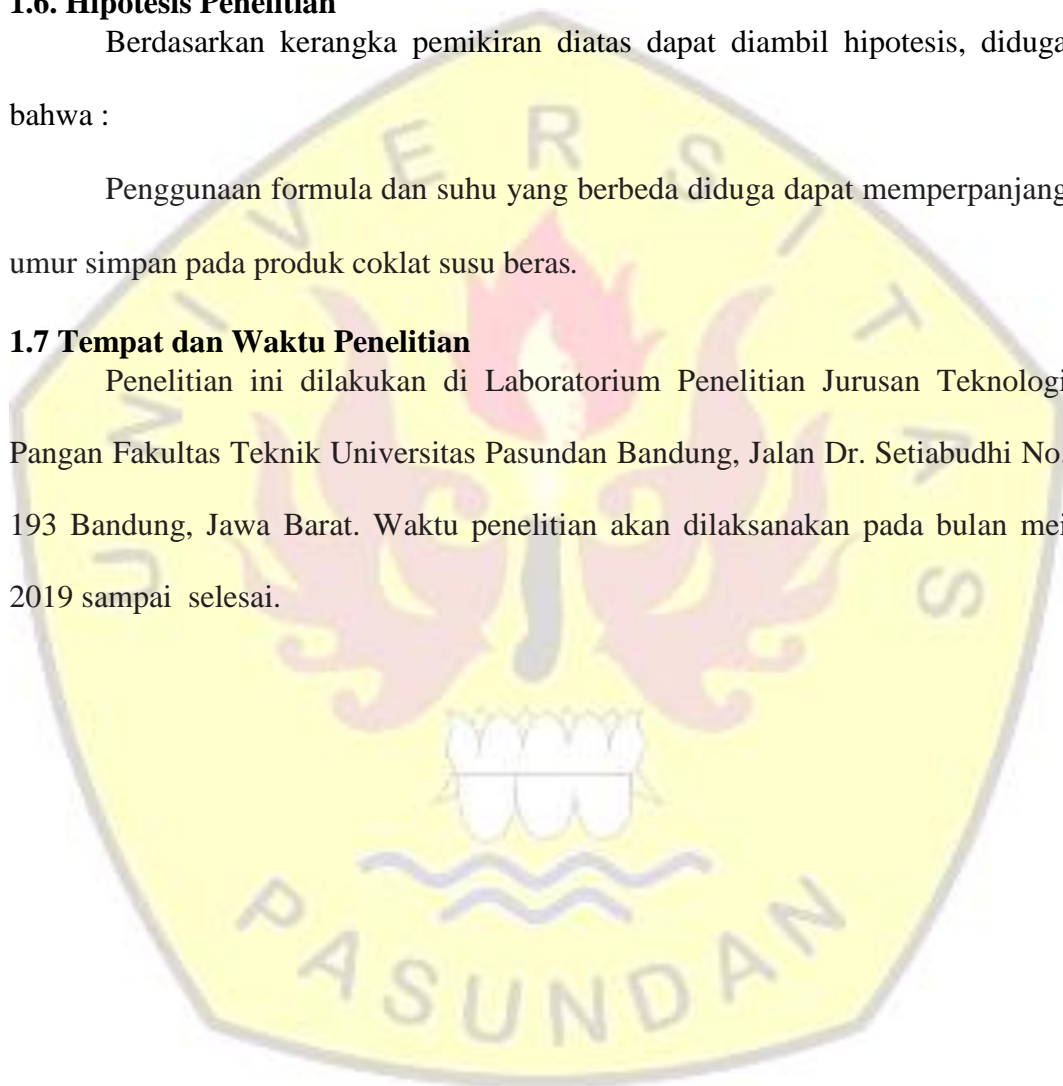 1.6. Hipotesis Penelitian
Berdasarkan kerangka pemikiran diatas dapat diambil hipotesis, diduga
bahwa :
Penggunaan formula dan suhu yang berbeda diduga dapat memperpanjang
umur simpan pada produk coklat susu beras.
1.7 Tempat dan Waktu Penelitian
Penelitian ini dilakukan di Laboratorium Penelitian Jurusan Teknologi
Pangan Fakultas Teknik Universitas Pasundan Bandung, Jalan Dr. Setiabudhi No.
193 Bandung, Jawa Barat. Waktu penelitian akan dilaksanakan pada bulan mei
2019 sampai  selesai.
UNIVERSITAS
PASUNDAN